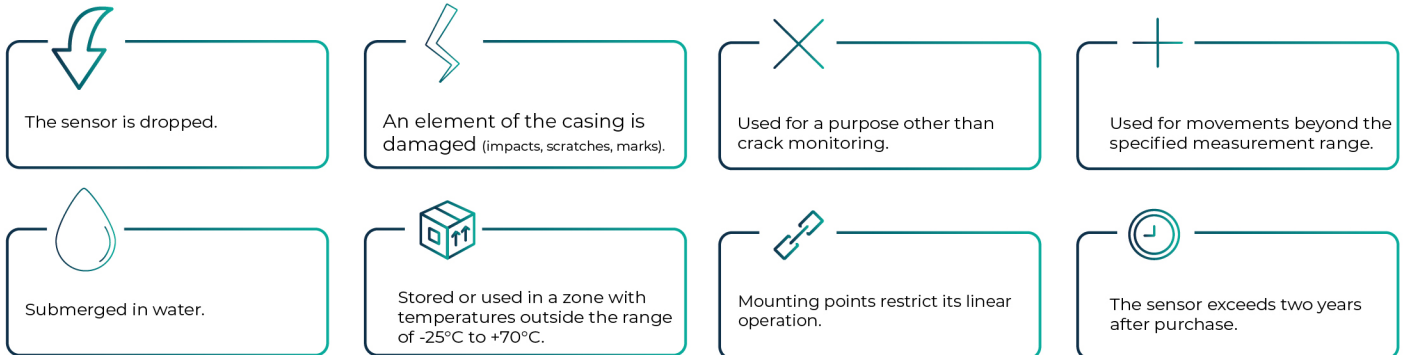 The sensor is dropped.
An element of the casing is
damaged (impacts, scratches, marks).
Used for a purpose other than
crack monitoring.
Used for movements beyond the
specified measurement range.
Submerged in water.
Stored or used in a zone with
temperatures outside the range
of -25°C to +70°C.
Mounting points restrict its linear
operation.
The sensor exceeds two years
after purchase.